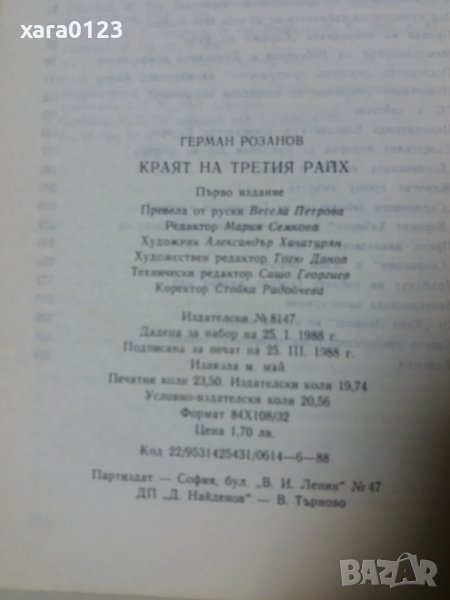 xara0123
ГЕРМАН РОЗАНОВ
КРАЯТ НА ТРЕТИЯ РАЙХ
Първо издание
Превела от руски Весела Петрова
Редактор Мария Семкова
Художник Александър Хачатурян
Художествен редактор Тотю Данов
Технически редактор Сашо Георгиев
Коректор Стойка Радойчева
Издателски № 8147
Дадена за набор на 25. I. 1988 г.
Подписана за печат на 25. III. 1988 г.
Излязла м. май
Печатни коли 23,50. Издателски коли 19,74
Условно-издателски коли 20,56
Формат 84X108/32
Цена 1,70 лв.
Код 22/9531425431/0614—6—88
Партиздат — София, бул. „В. И. Ленин" № 47
ДП „Д. Найденов" — В. Търново
BAZAR